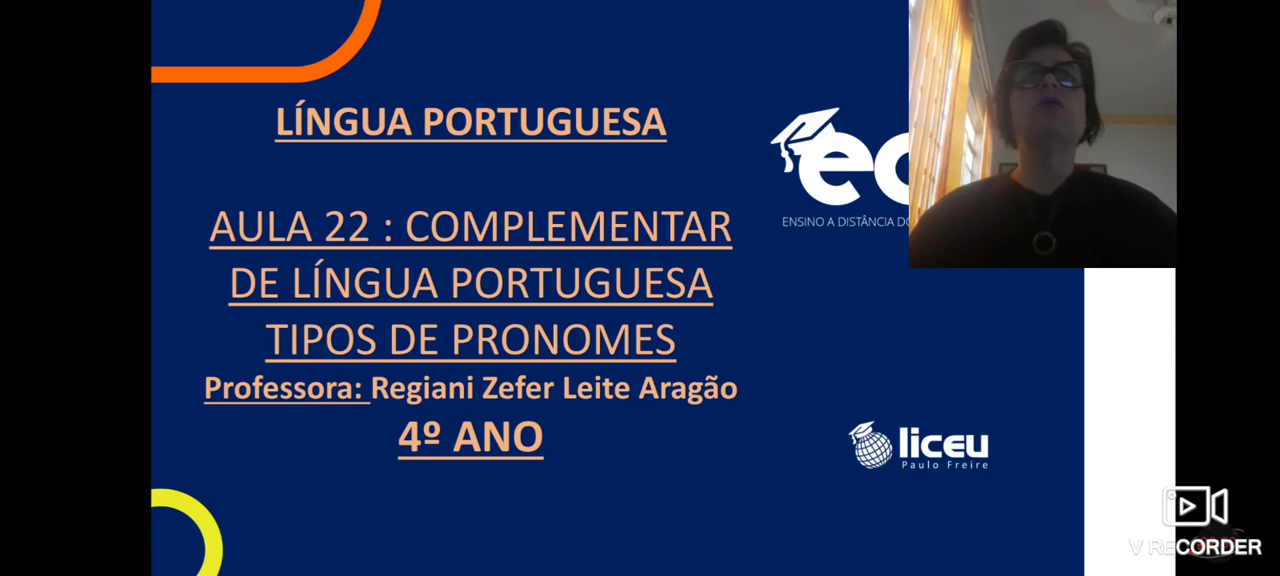 LÍNGUA PORTUGUESA
AULA 22 : COMPLEMENTAR
DE LÍNGUA PORTUGUESA
TIPOS DE PRONOMES
Professora: Regiani Zefer Leite Aragão
4º ANO
ENSINO A DISTÂNCIA
liceu
Paulo Freire
V RECORDER